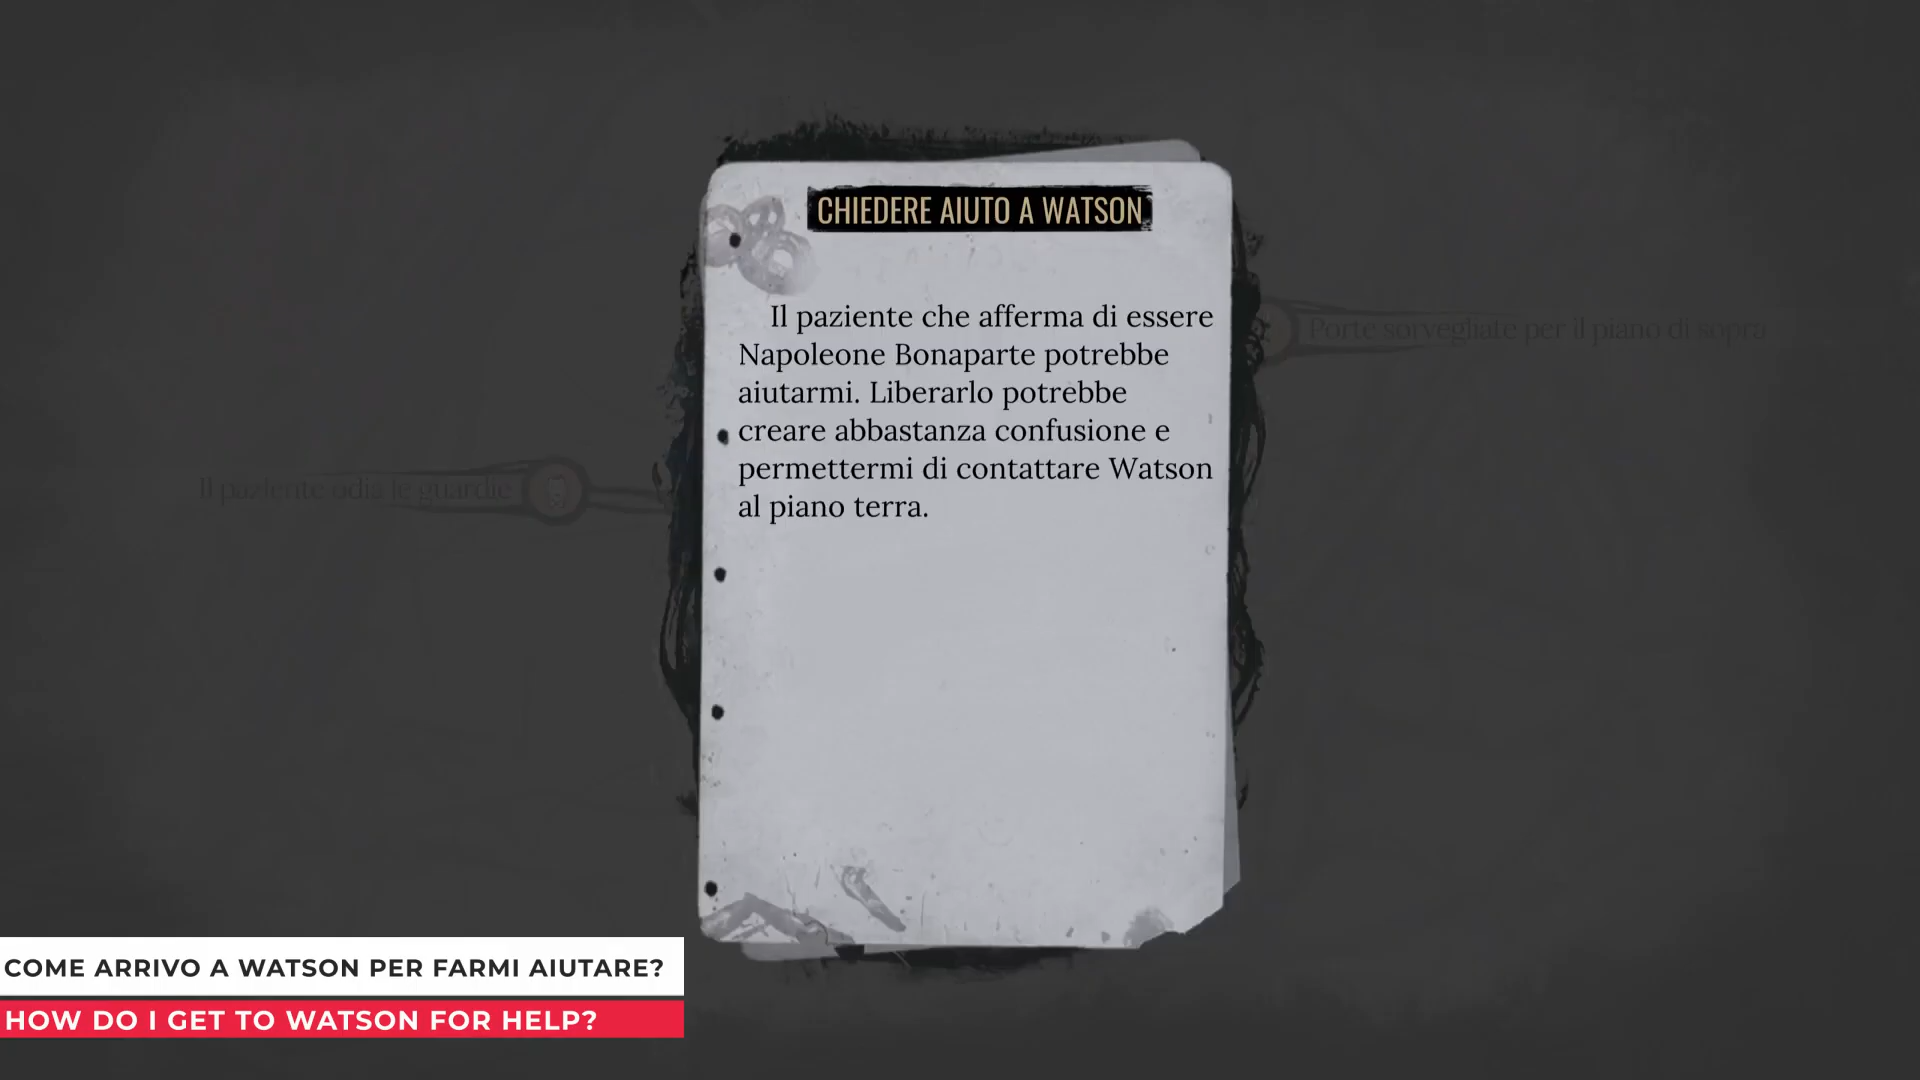 CHIEDERE AIUTO A WATSON
Il paziente che afferma di essere
Napoleone Bonaparte potrebbe
aiutarmi. Liberarlo potrebbe
creare abbastanza confusione e
permettermi di contattare Watson
al piano terra.
Porte sorvegliate per il piano di sopra
Il paziente odia le guardie
COME ARRIVO A WATSON PER FARMI AIUTARE?
HOW DO I GET TO WATSON FOR HELP?